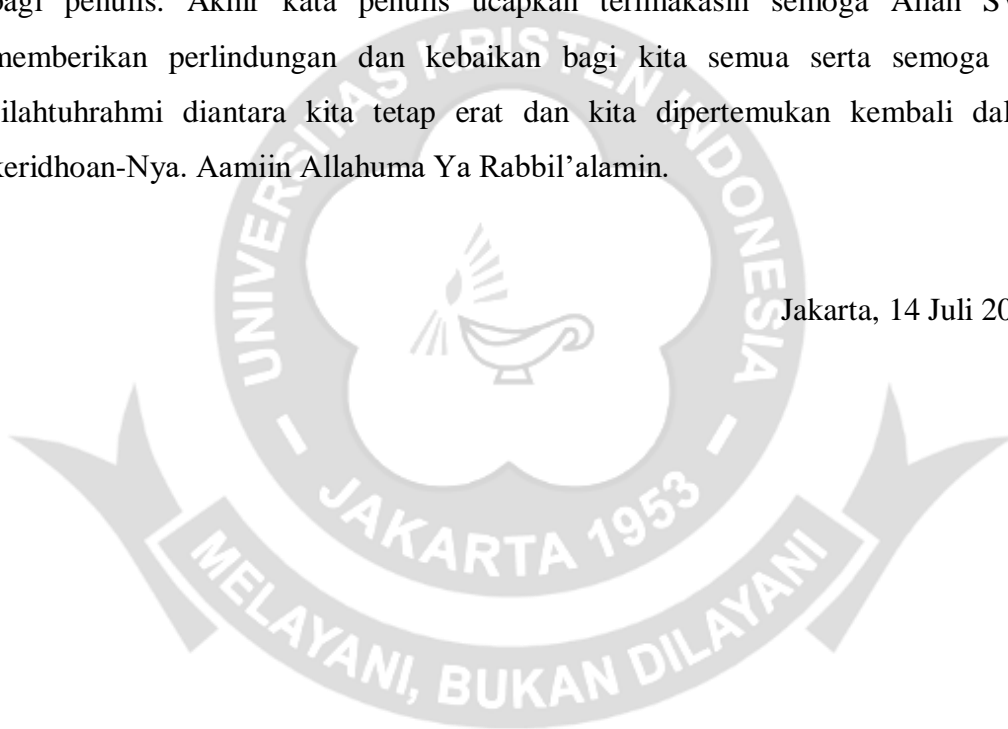 bagi penulis. Akhir kata penulis ucapkan terimakasih semoga Allah
memberikan perlindungan dan kebaikan bagi kita semua serta semoga
silahtuhrahmi diantara kita tetap erat dan kita dipertemukan kembali
keridhoan-Nya. Aamiin Allahuma Ya Rabbil’alamin.
Jakarta, 14 Juli
UNIVERSITAS KRISTEN INDONESIA
JAKARTA 1953
MELAYANI, BUKAN DILAYANI